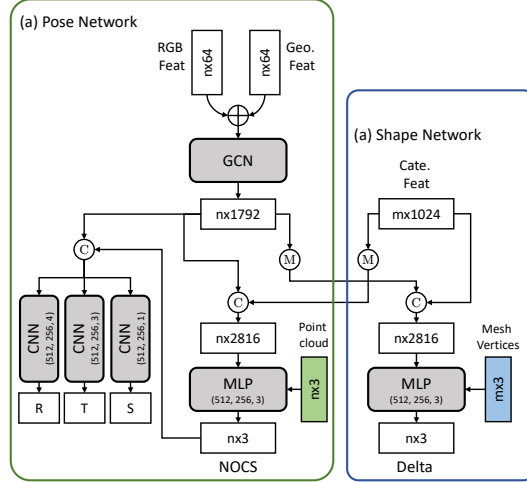 (a) Pose Network
RGB
Feat
nx64
nx64
Geo.
Feat
GCN
nx1792
(a) Shape Network
Cate.
Feat
mx1024
C
M
M
C
C
nx2816
nx2816
CNN
(512, 256, 4)
CNN
(512, 256, 3)
CNN
(512, 256, 1)
Point
cloud
nx3
Mesh
Vertices
mx3
MLP
(512, 256, 3)
MLP
(512, 256, 3)
R
T
S
nx3
nx3
NOCS
Delta